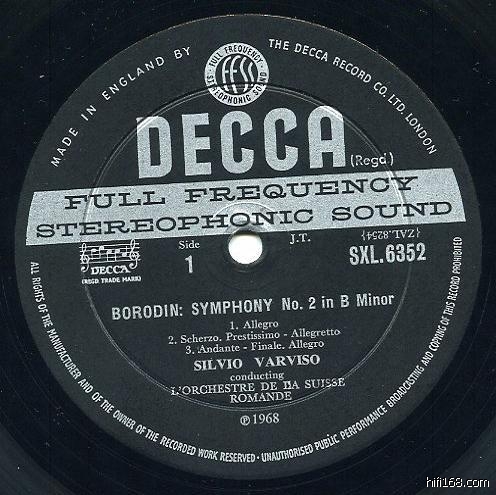 MADE IN ENGLAND BY
THE DECCA RECORD CO. LTD. LONDON
FULL FREQUENCY
FFSS
STEREOPHONIC SOUND
DECCA
(Regd)
FULL FREQUENCY
STEREOPHONIC SOUND
DECCA
(REGD TRADE MARK)
Side
1
J.T.
{ZAL.8254}
SXL.6352
BORODIN: SYMPHONY No. 2 in B Minor
1. Allegro
2. Scherzo. Prestissimo - Allegretto
3. Andante - Finale. Allegro
SILVIO VARVISO
conducting
L'ORCHESTRE DE LA SUISSE
ROMANDE
℗1968
ALL RIGHTS OF THE MANUFACTURER AND OF THE OWNER OF THE RECORDED WORK RESERVED · UNAUTHORISED PUBLIC PERFORMANCE BROADCASTING AND COPYING OF THIS RECORD PROHIBITED
hifi168.com